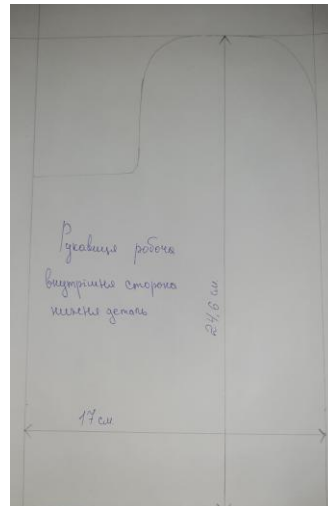 Рукавиця робоча
внутрішня сторона
нижня деталь
24,6 см
17 см